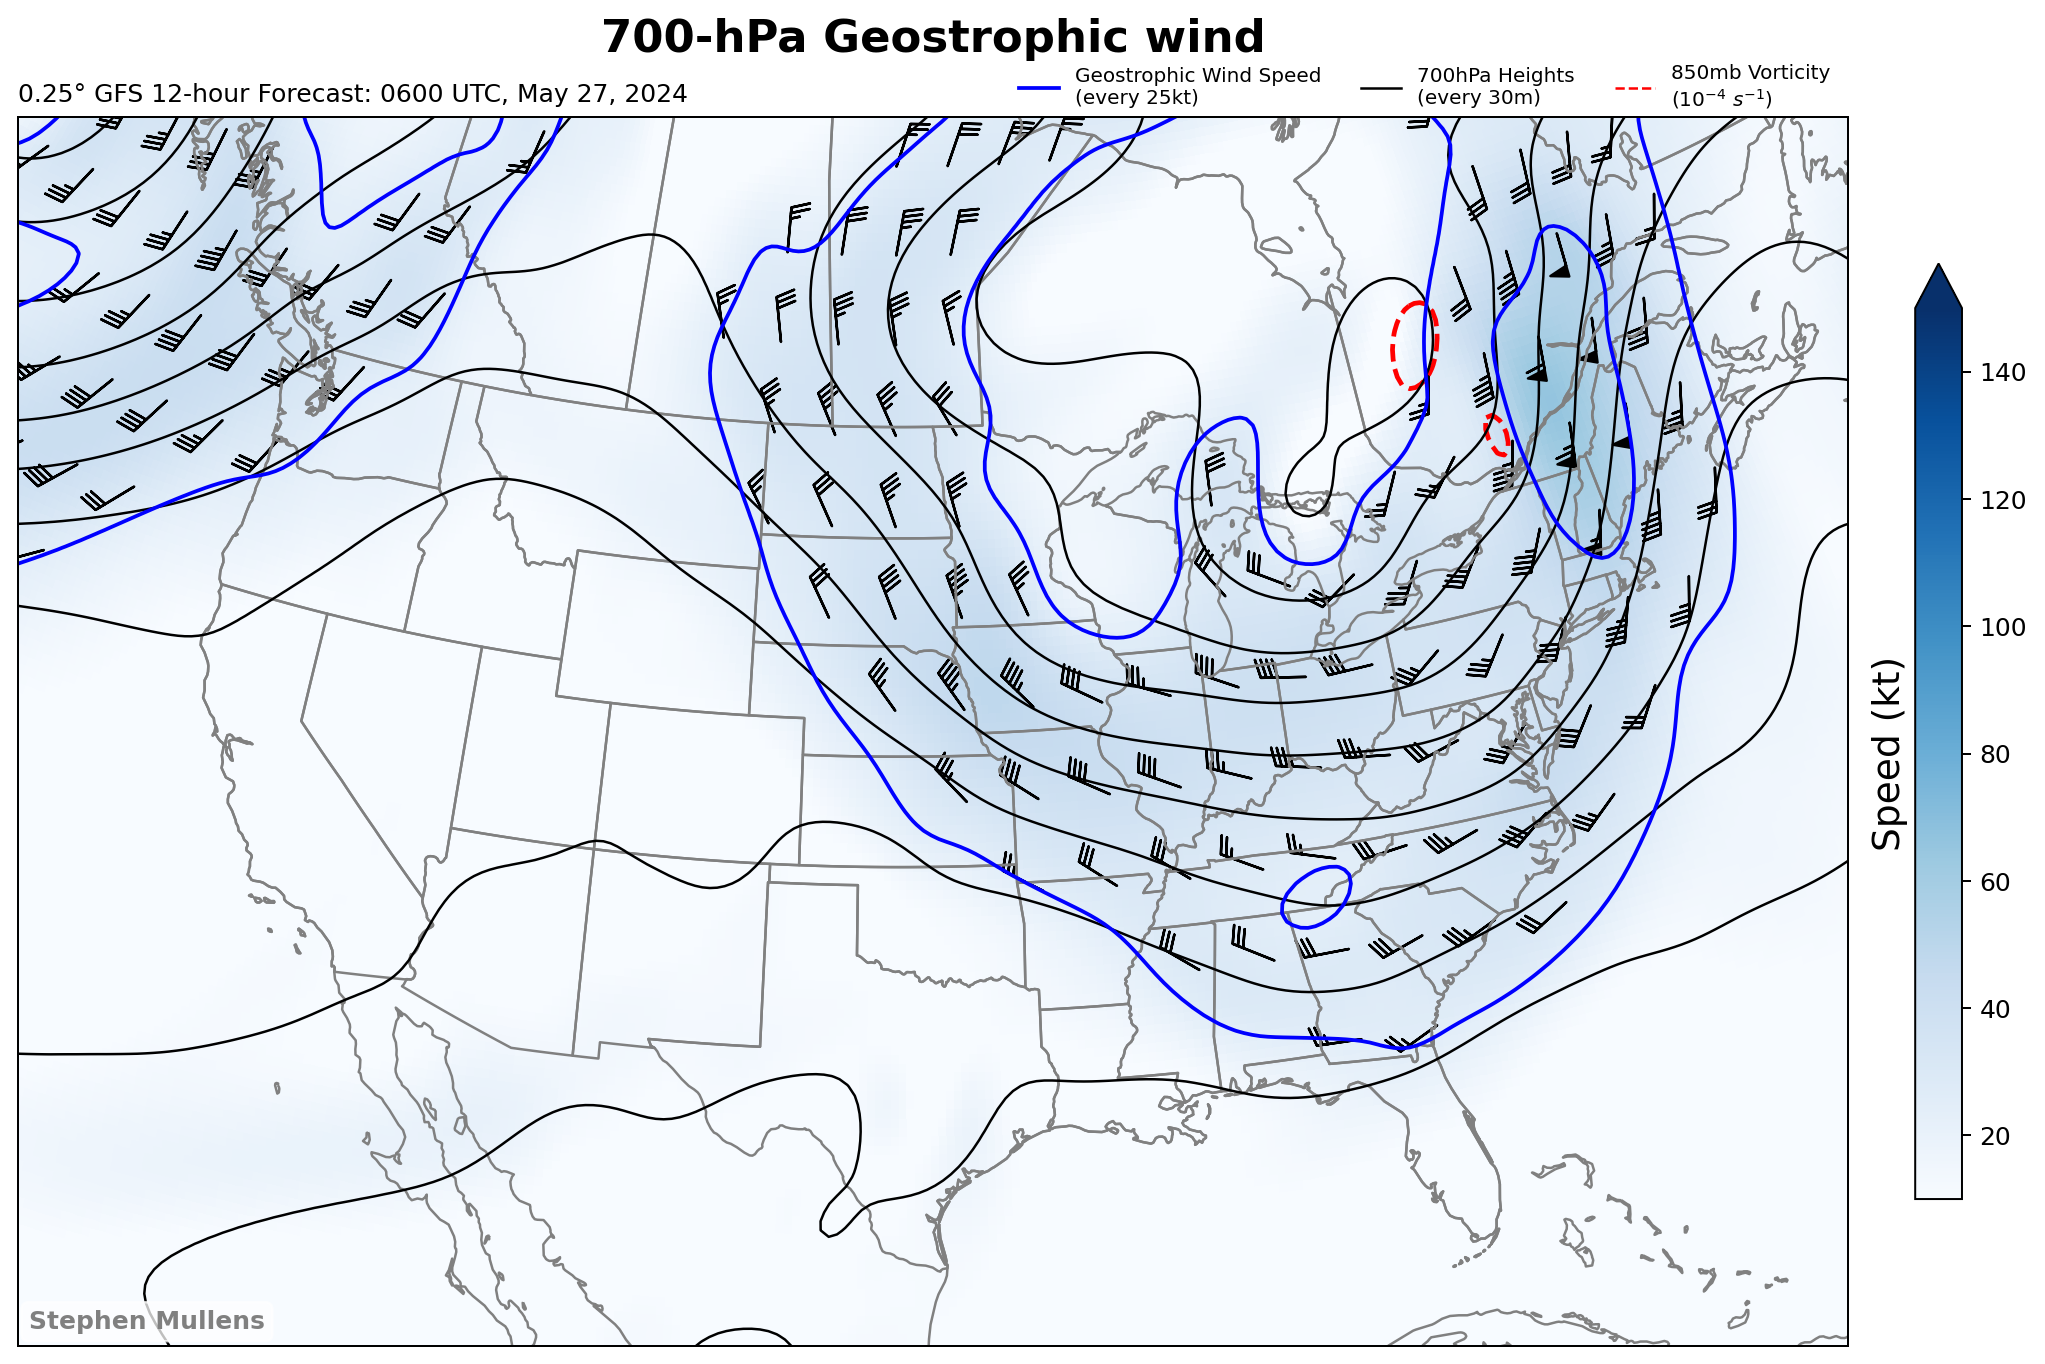 700-hPa Geostrophic wind
0.25° GFS 12-hour Forecast: 0600 UTC, May 27, 2024
Geostrophic Wind Speed
(every 25kt)
700hPa Heights
(every 30m)
850mb Vorticity
(10⁻⁴ s⁻¹)
140
120
100
80
60
40
20
Speed (kt)
Stephen Mullens